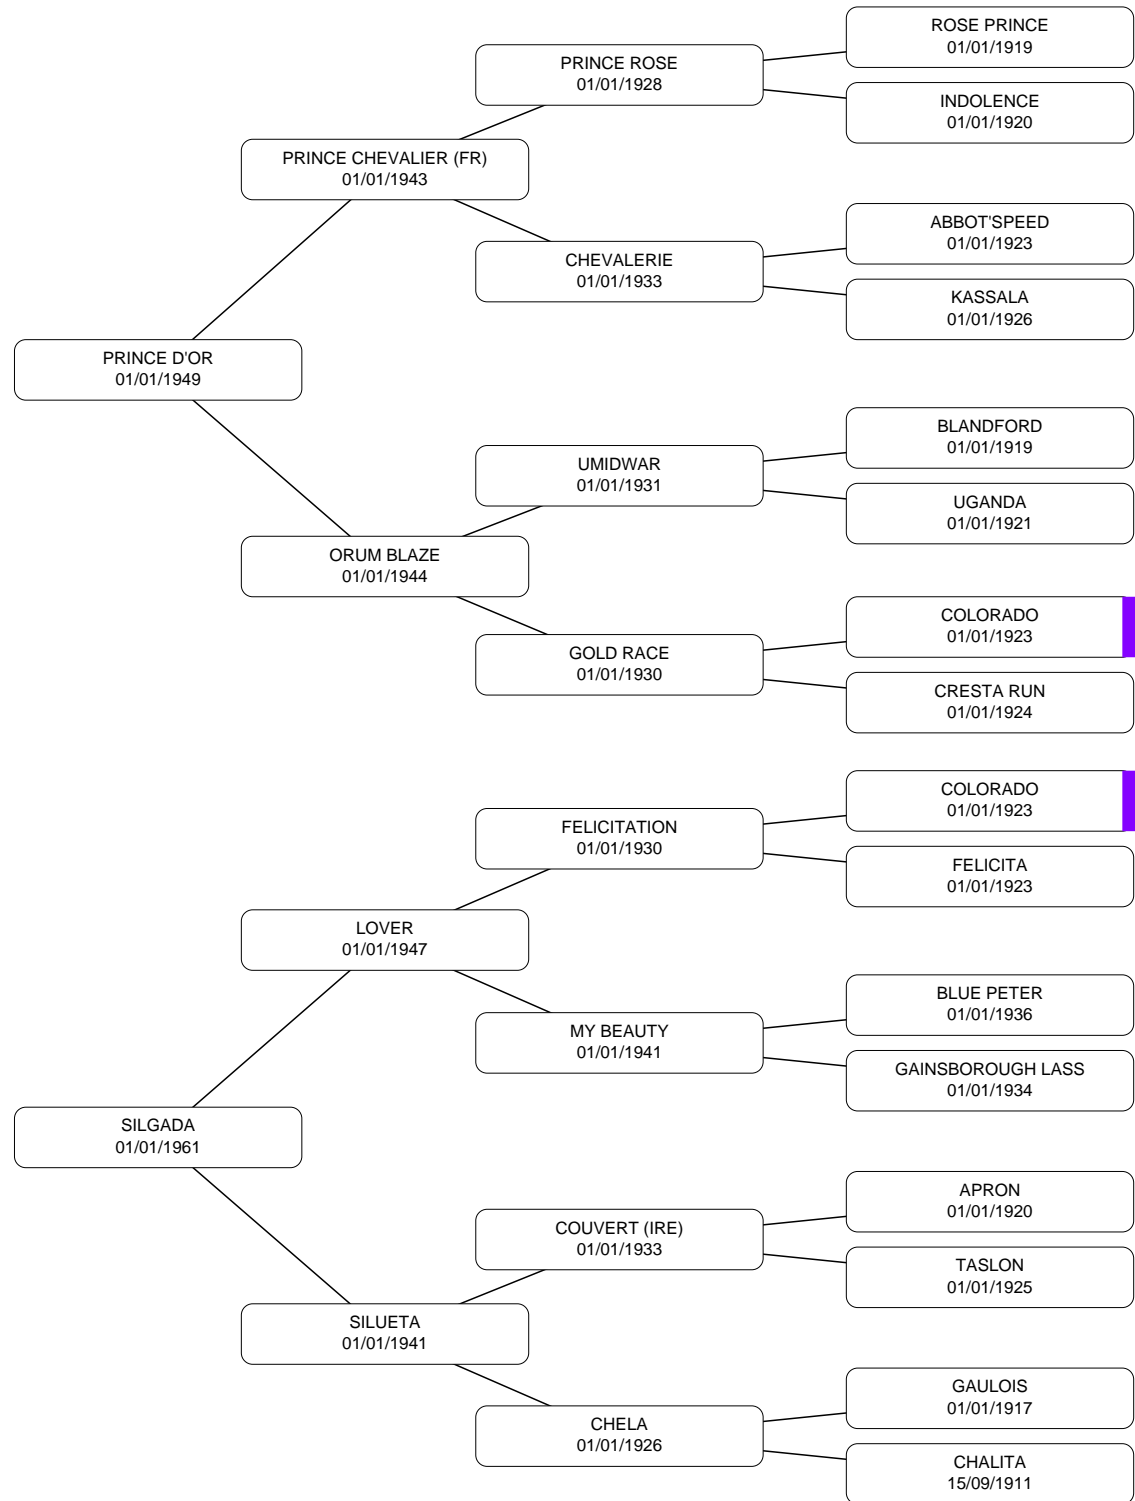 ROSE PRINCE
01/01/1919
PRINCE ROSE
01/01/1928
INDOLENCE
01/01/1920
PRINCE CHEVALIER (FR)
01/01/1943
ABBOT'SPEED
01/01/1923
CHEVALERIE
01/01/1933
KASSALA
01/01/1926
PRINCE D'OR
01/01/1949
BLANDFORD
01/01/1919
UMIDWAR
01/01/1931
UGANDA
01/01/1921
ORUM BLAZE
01/01/1944
COLORADO
01/01/1923
GOLD RACE
01/01/1930
CRESTA RUN
01/01/1924
COLORADO
01/01/1923
FELICITATION
01/01/1930
FELICITA
01/01/1923
LOVER
01/01/1947
BLUE PETER
01/01/1936
MY BEAUTY
01/01/1941
GAINSBOROUGH LASS
01/01/1934
SILGADA
01/01/1961
APRON
01/01/1920
COUVERT (IRE)
01/01/1933
TASLON
01/01/1925
SILUETA
01/01/1941
GAULOIS
01/01/1917
CHELA
01/01/1926
CHALITA
15/09/1911